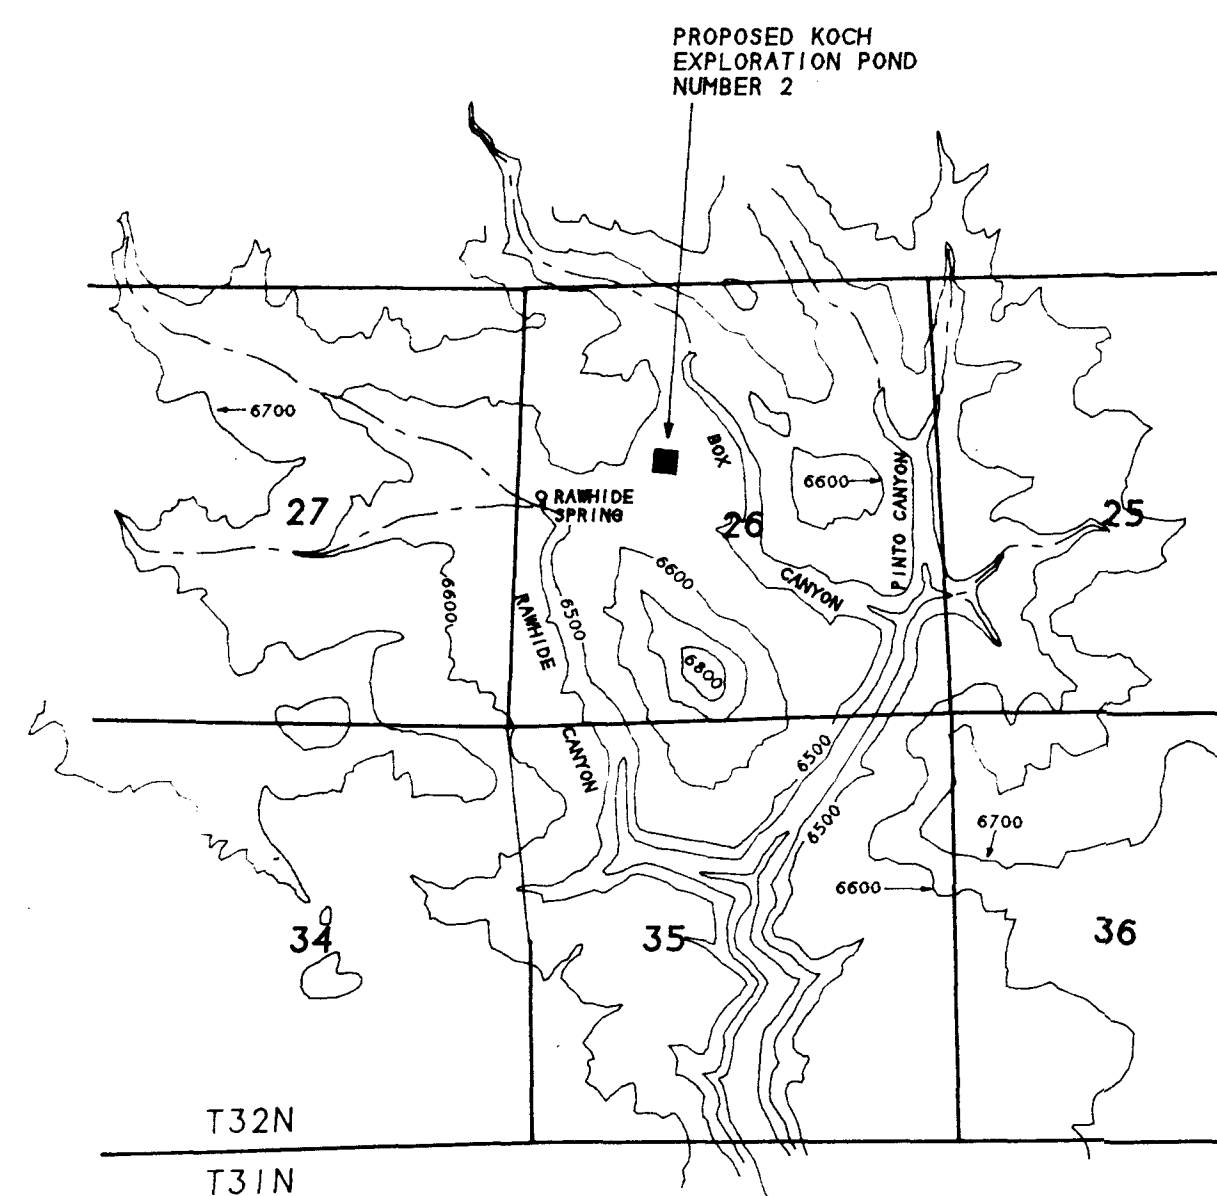 PROPOSED KOCH
EXPLORATION POND
NUMBER 2
6700
BOX
6600
PINTO CANYON
RAWHIDE
SPRING
27
26
25
6600
CANYON
6600
6500
RAWHIDE
6800
CANYON
6500
6500
6700
6600
34
35
36
T32N
T31N